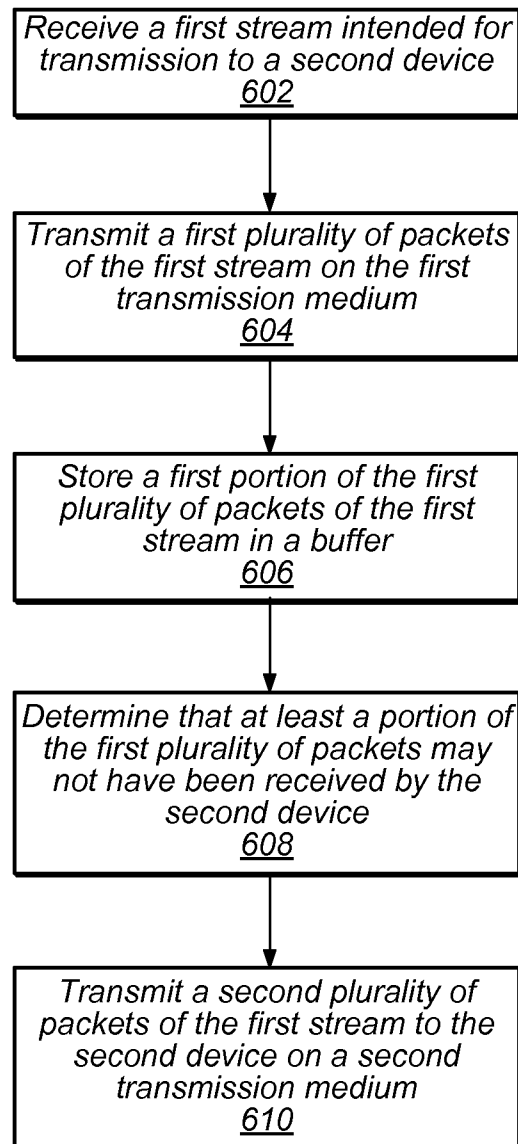 Receive a first stream intended for
transmission to a second device
602
Transmit a first plurality of packets
of the first stream on the first
transmission medium
604
Store a first portion of the first
plurality of packets of the first
stream in a buffer
606
Determine that at least a portion of
the first plurality of packets may
not have been received by the
second device
608
Transmit a second plurality of
packets of the first stream to the
second device on a second
transmission medium
610